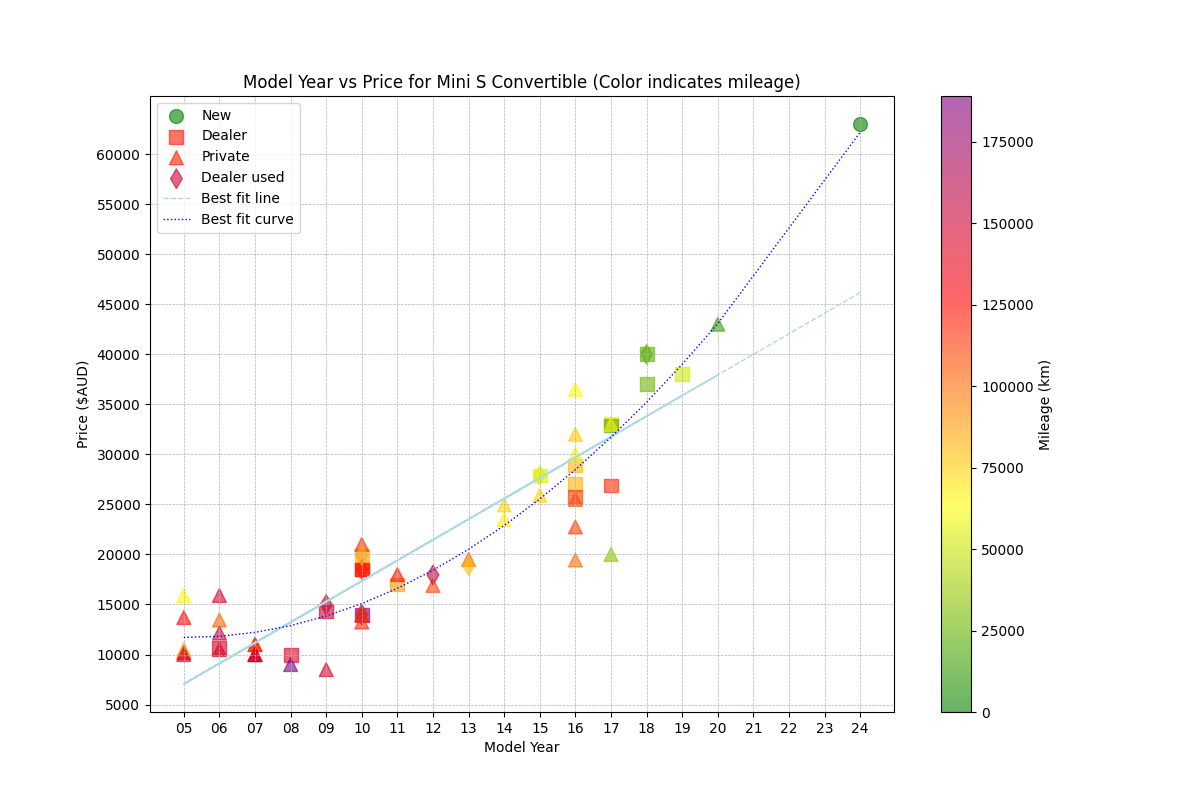 Model Year vs Price for Mini S Convertible (Color indicates mileage)
New
Dealer
Private
Dealer used
Best fit line
Best fit curve
Price ($AUD)
60000
55000
50000
45000
40000
35000
30000
25000
20000
15000
10000
5000
05 06 07 08 09 10 11 12 13 14 15 16 17 18 19 20 21 22 23 24
Model Year
175000
150000
125000
100000
75000
50000
25000
0
Mileage (km)